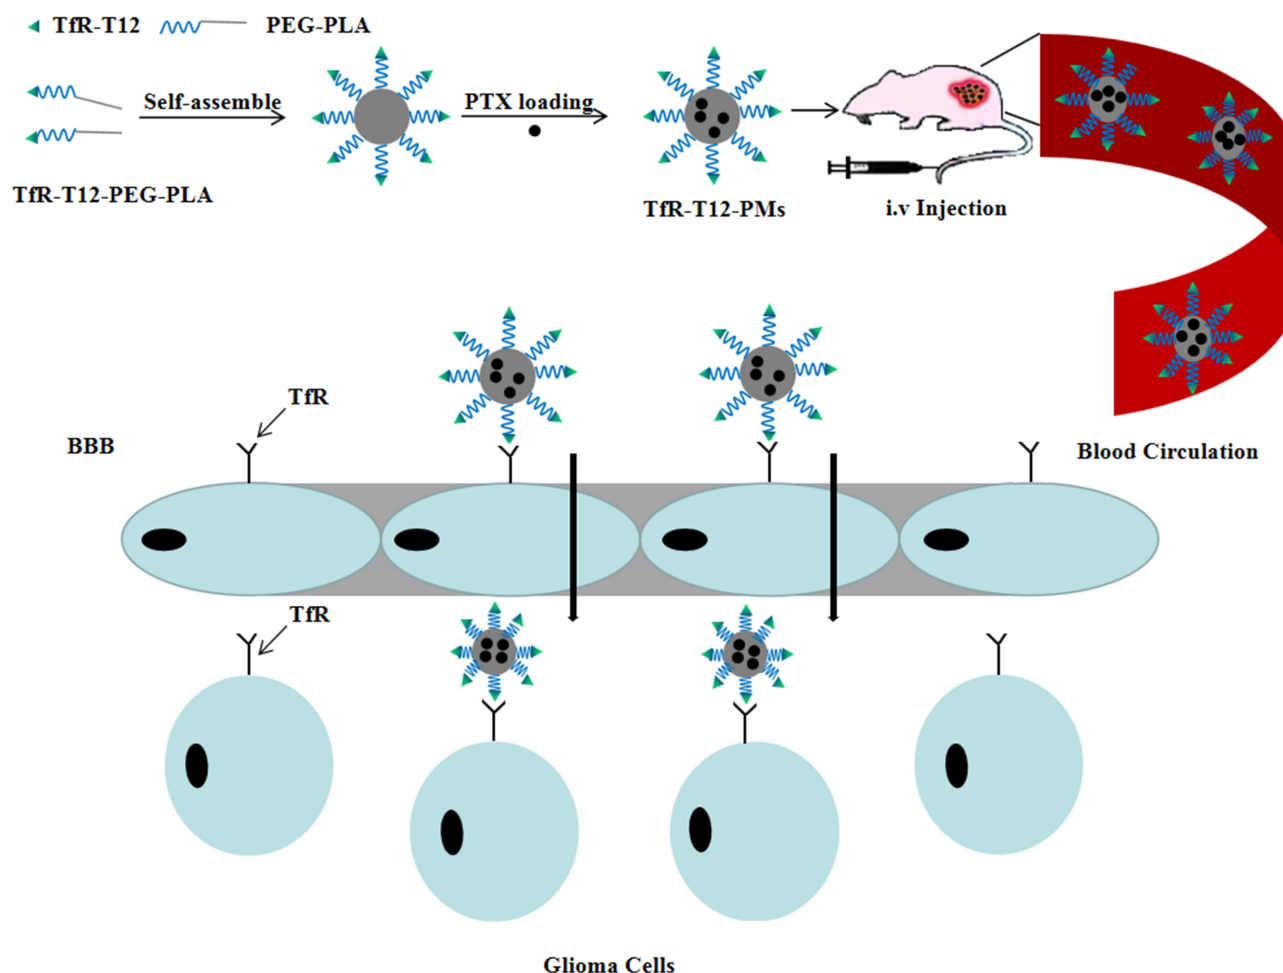 TfR-T12
PEG-PLA
Self-assemble
PTX loading
TfR-T12-PEG-PLA
TfR-T12-PMs
i.v Injection
TfR
BBB
Blood Circulation
TfR
Glioma Cells